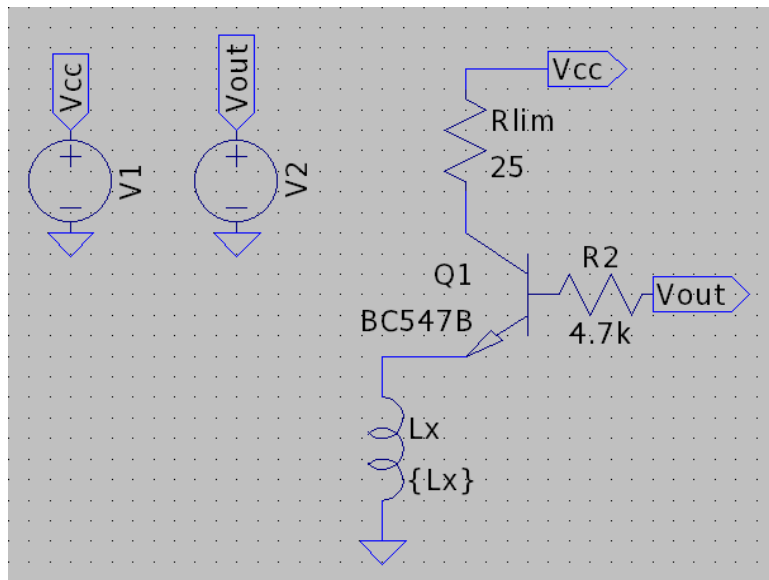 Vcc
V1
Vout
V2
Vcc
Rlim
25
Q1
BC547B
R2
4.7k
Vout
Lx
{Lx}